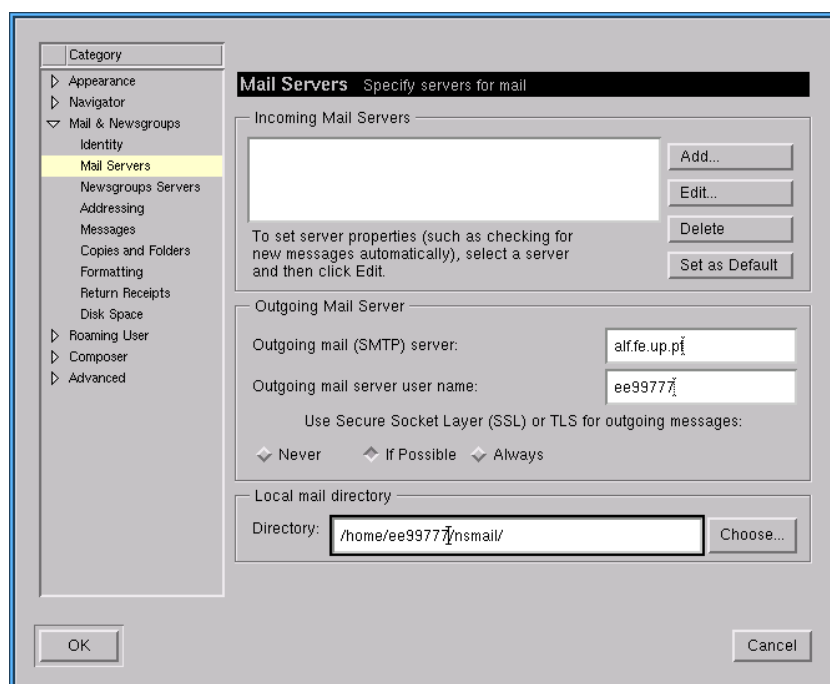 Category
Appearance
Navigator
Mail & Newsgroups
Identity
Mail Servers
Newsgroups Servers
Addressing
Messages
Copies and Folders
Formatting
Return Receipts
Disk Space
Roaming User
Composer
Advanced
Mail Servers Specify servers for mail
Incoming Mail Servers
Add...
Edit...
Delete
Set as Default
To set server properties (such as checking for
new messages automatically), select a server
and then click Edit.
Outgoing Mail Server
Outgoing mail (SMTP) server: alf.fe.up.pt
Outgoing mail server user name: ee99777
Use Secure Socket Layer (SSL) or TLS for outgoing messages:
Never If Possible Always
Local mail directory
Directory: /home/ee99777/nsmail/ Choose...
OK Cancel